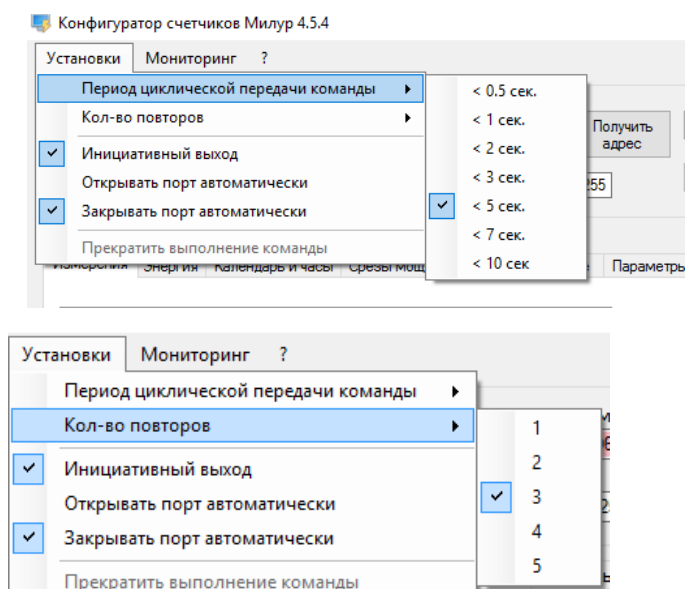 Конфигуратор счетчиков Милур 4.5.4
Установки Мониторинг ?
Период циклической передачи команды
Кол-во повторов
Инициативный выход
Открывать порт автоматически
Закрывать порт автоматически
Прекратить выполнение команды
< 0.5 сек.
< 1 сек.
< 2 сек.
< 3 сек.
< 5 сек.
< 7 сек.
< 10 сек
Получить
адрес
255
Измерения Энергия Календарь и часы Срезы мощ Параметры
Установки Мониторинг ?
Период циклической передачи команды
Кол-во повторов
Инициативный выход
Открывать порт автоматически
Закрывать порт автоматически
Прекратить выполнение команды
1
2
3
4
5